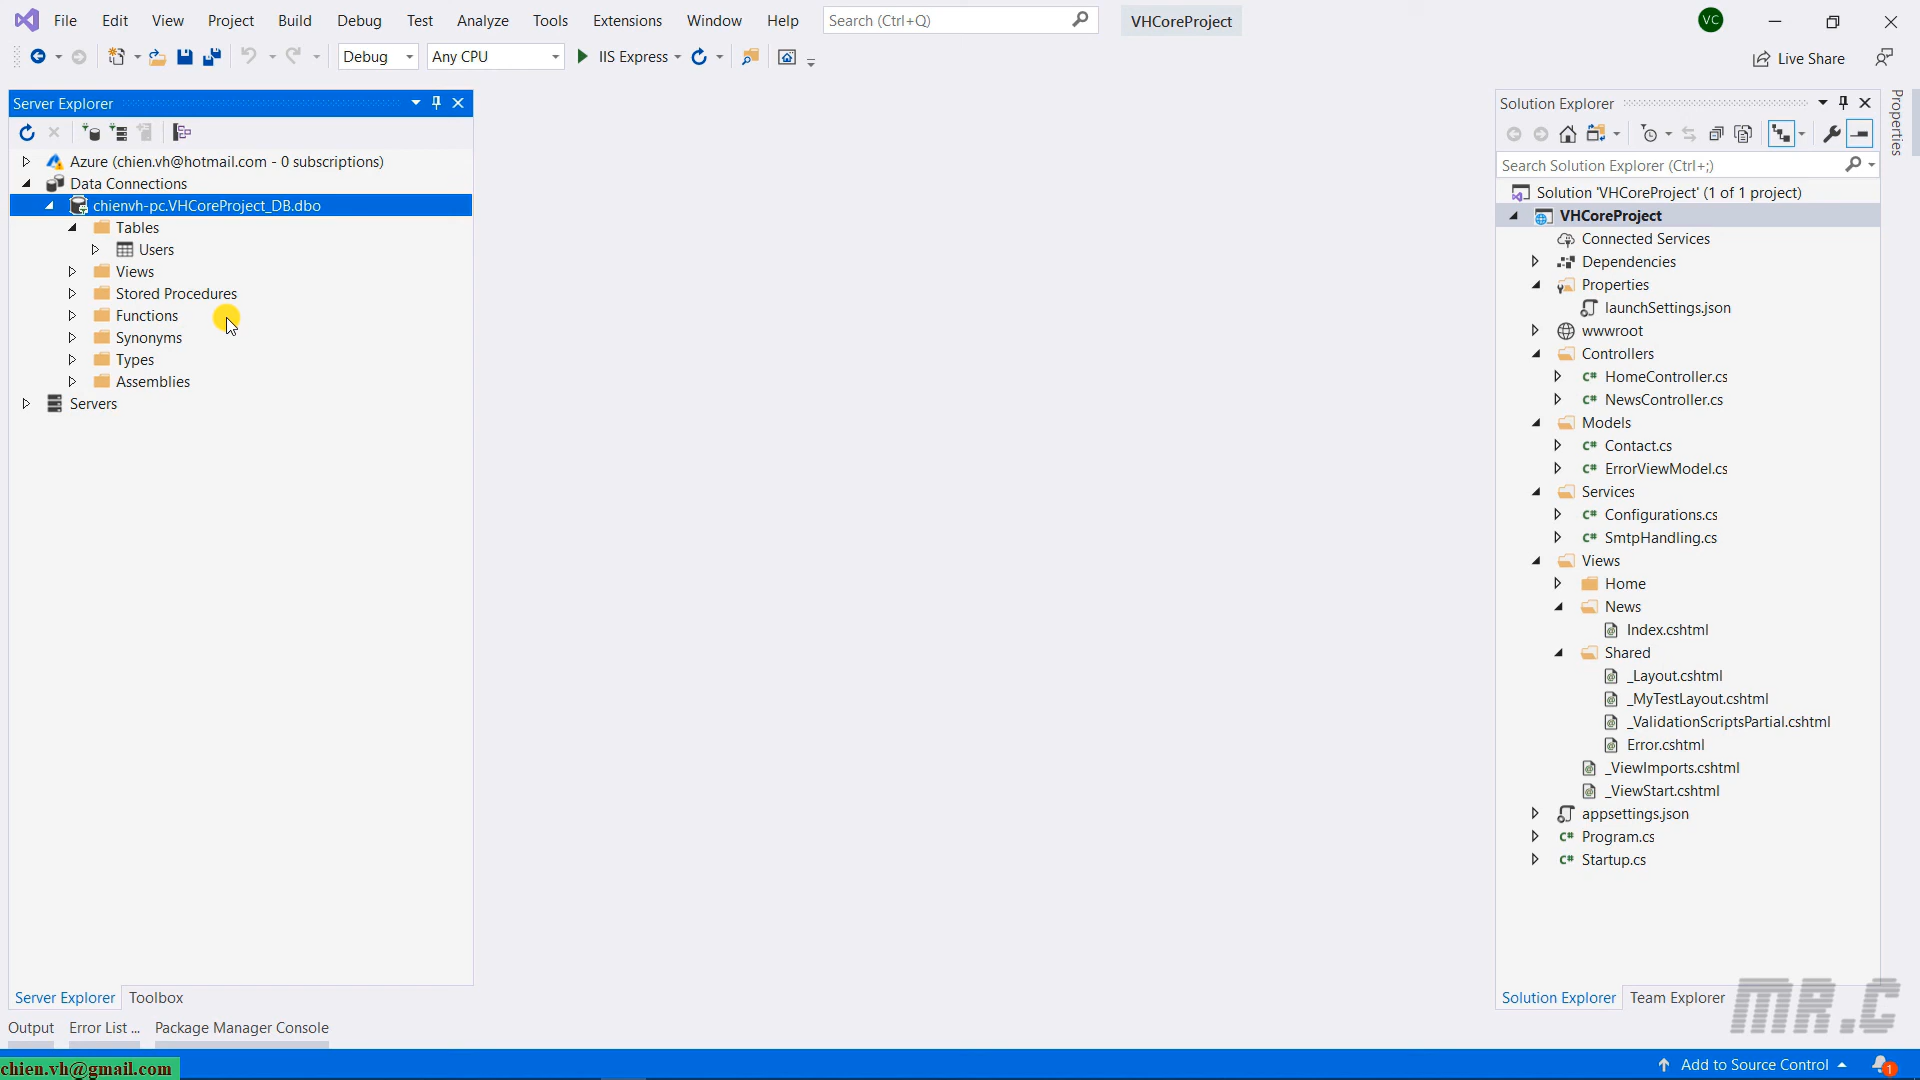 File Edit View Project Build Debug Test Analyze Tools Extensions Window Help Search (Ctrl+Q) VHCoreProject VC
Debug Any CPU IIS Express Live Share
Server Explorer
Azure (chien.vh@hotmail.com - 0 subscriptions)
Data Connections
chienvh-pc.VHCoreProject_DB.dbo
Tables
Users
Views
Stored Procedures
Functions
Synonyms
Types
Assemblies
Servers
Server Explorer Toolbox
Output Error List ... Package Manager Console
Solution Explorer
Search Solution Explorer (Ctrl+;)
Solution 'VHCoreProject' (1 of 1 project)
VHCoreProject
Connected Services
Dependencies
Properties
launchSettings.json
wwwroot
Controllers
C# HomeController.cs
C# NewsController.cs
Models
C# Contact.cs
C# ErrorViewModel.cs
Services
C# Configurations.cs
C# SmtpHandling.cs
Views
Home
News
Index.cshtml
Shared
_Layout.cshtml
_MyTestLayout.cshtml
_ValidationScriptsPartial.cshtml
Error.cshtml
_ViewImports.cshtml
_ViewStart.cshtml
appsettings.json
C# Program.cs
C# Startup.cs
Solution Explorer Team Explorer
Properties
MR.C
chien.vh@gmail.com
Add to Source Control 1